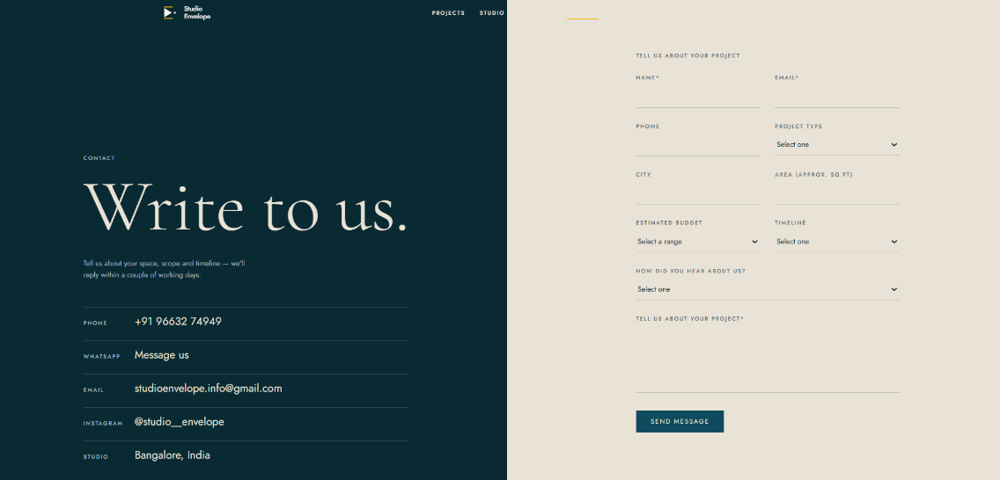 Studio
Envelope
PROJECTS
STUDIO
CONTACT
Write to us.
Tell us about your space, scope and timeline — we'll
reply within a couple of working days.
PHONE +91 96632 74949
WHATSAPP Message us
EMAIL studioenvelope.info@gmail.com
INSTAGRAM @studio__envelope
STUDIO Bangalore, India
TELL US ABOUT YOUR PROJECT
NAME* EMAIL*
PHONE PROJECT TYPE
Select one
CITY AREA (APPROX. SQ FT)
ESTIMATED BUDGET TIMELINE
Select a range Select one
HOW DID YOU HEAR ABOUT US?
Select one
TELL US ABOUT YOUR PROJECT*
SEND MESSAGE